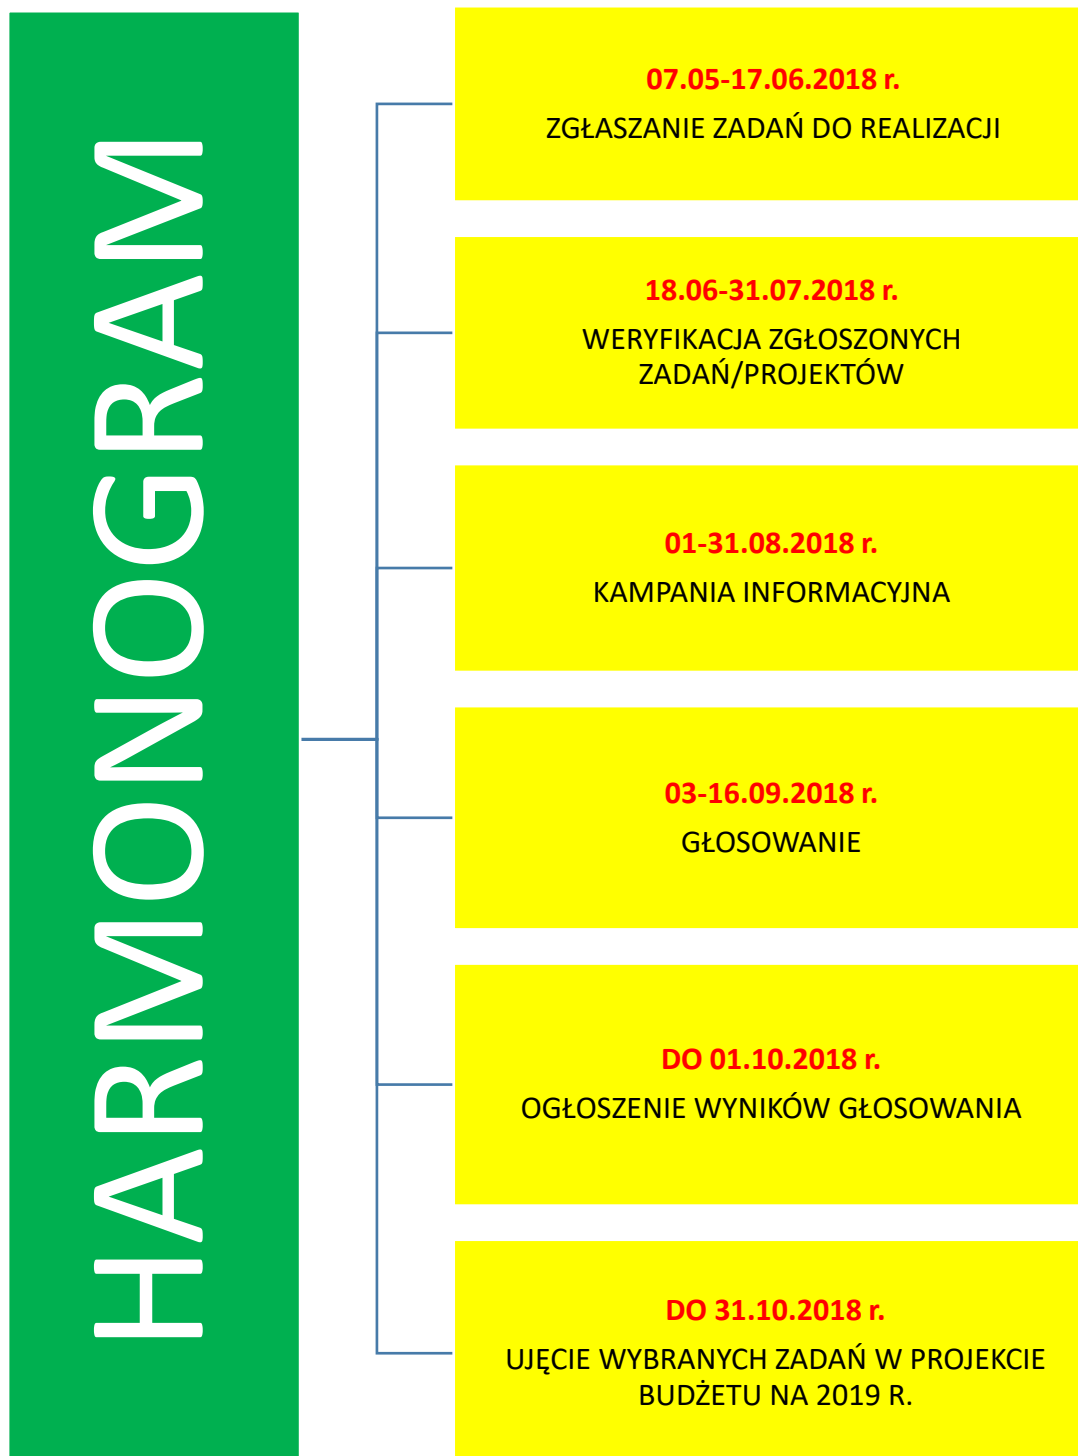 HARMONOGRAM
07.05-17.06.2018 r.
ZGŁASZANIE ZADAŃ DO REALIZACJI
18.06-31.07.2018 r.
WERYFIKACJA ZGŁOSZONYCH
ZADAŃ/PROJEKTÓW
01-31.08.2018 r.
KAMPANIA INFORMACYJNA
03-16.09.2018 r.
GŁOSOWANIE
DO 01.10.2018 r.
OGŁOSZENIE WYNIKÓW GŁOSOWANIA
DO 31.10.2018 r.
UJĘCIE WYBRANYCH ZADAŃ W PROJEKCIE
BUDŻETU NA 2019 R.